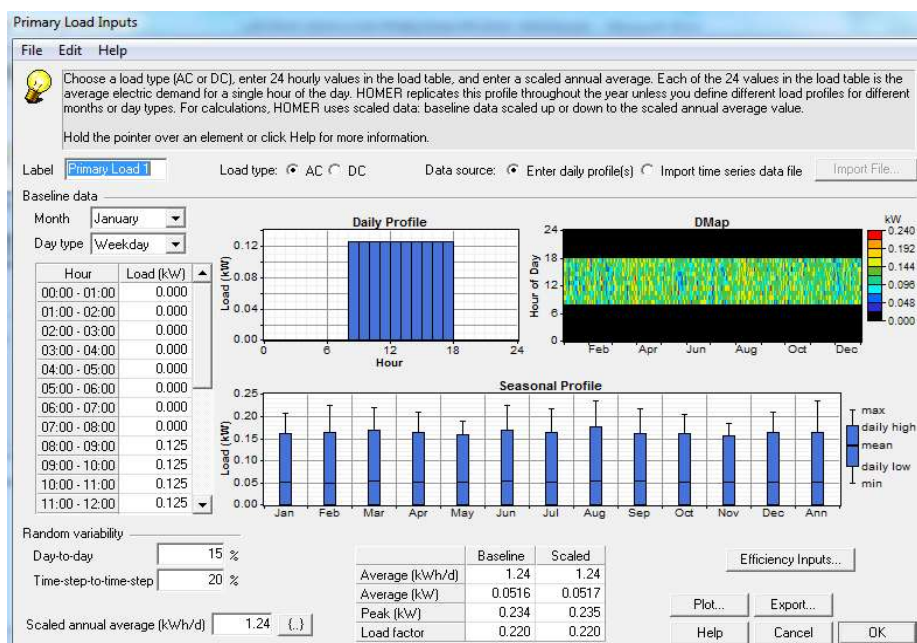 Primary Load Inputs
File Edit Help
Choose a load type (AC or DC), enter 24 hourly values in the load table, and enter a scaled annual average. Each of the 24 values in the load table is the
average electric demand for a single hour of the day. HOMER replicates this profile throughout the year unless you define different load profiles for different
months or day types. For calculations, HOMER uses scaled data: baseline data scaled up or down to the scaled annual average value.
Hold the pointer over an element or click Help for more information.
Label Primary Load 1 Load type: AC DC Data source: Enter daily profile(s) Import time series data file Import File...
Baseline data
Month January
Day type Weekday
Hour Load (kW)
00:00 - 01:00 0.000
01:00 - 02:00 0.000
02:00 - 03:00 0.000
03:00 - 04:00 0.000
04:00 - 05:00 0.000
05:00 - 06:00 0.000
06:00 - 07:00 0.000
07:00 - 08:00 0.000
08:00 - 09:00 0.125
09:00 - 10:00 0.125
10:00 - 11:00 0.125
11:00 - 12:00 0.125
Daily Profile
Load (kW)
0.12
0.08
0.04
0.00
0 6 12 18 24
Hour
DMap
Hour of Day
24
18
12
6
0
Feb Apr Jun Aug Oct Dec
kW
0.240
0.192
0.144
0.096
0.048
0.000
Seasonal Profile
Load (kW)
0.25
0.20
0.15
0.10
0.05
0.00
Jan Feb Mar Apr May Jun Jul Aug Sep Oct Nov Dec Ann
max
daily high
mean
daily low
min
Random variability
Day-to-day 15 %
Time-step-to-time-step 20 %
Scaled annual average (kWh/d) 1.24 {..}
Baseline Scaled
Average (kWh/d) 1.24 1.24
Average (kW) 0.0516 0.0517
Peak (kW) 0.234 0.235
Load factor 0.220 0.220
Efficiency Inputs...
Plot... Export...
Help Cancel OK